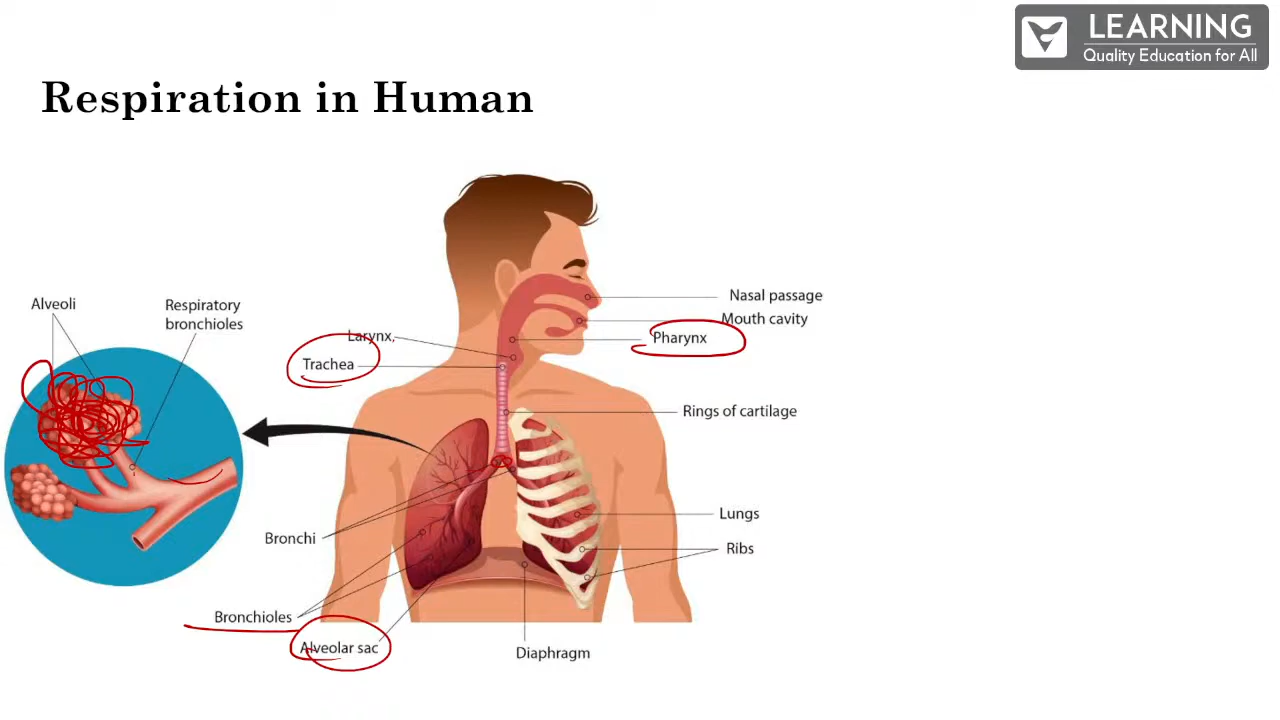 LEARNING
Quality Education for All
Respiration in Human
Alveoli
Respiratory
bronchioles
Nasal passage
Mouth cavity
Larynx,
Pharynx
Trachea
Rings of cartilage
Lungs
Bronchi
Ribs
Bronchioles
Alveolar sac
Diaphragm